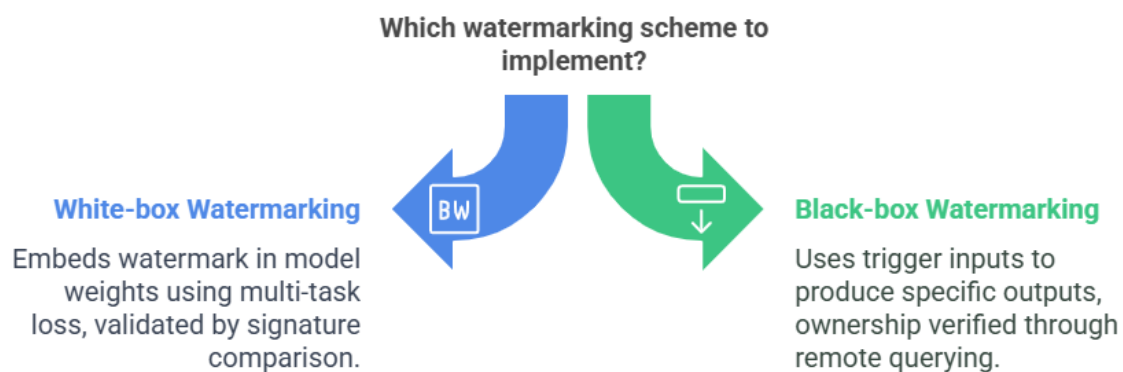 Which watermarking scheme to
implement?
BW
White-box Watermarking
Embeds watermark in model
weights using multi-task
loss, validated by signature
comparison.
Black-box Watermarking
Uses trigger inputs to
produce specific outputs,
ownership verified through
remote querying.